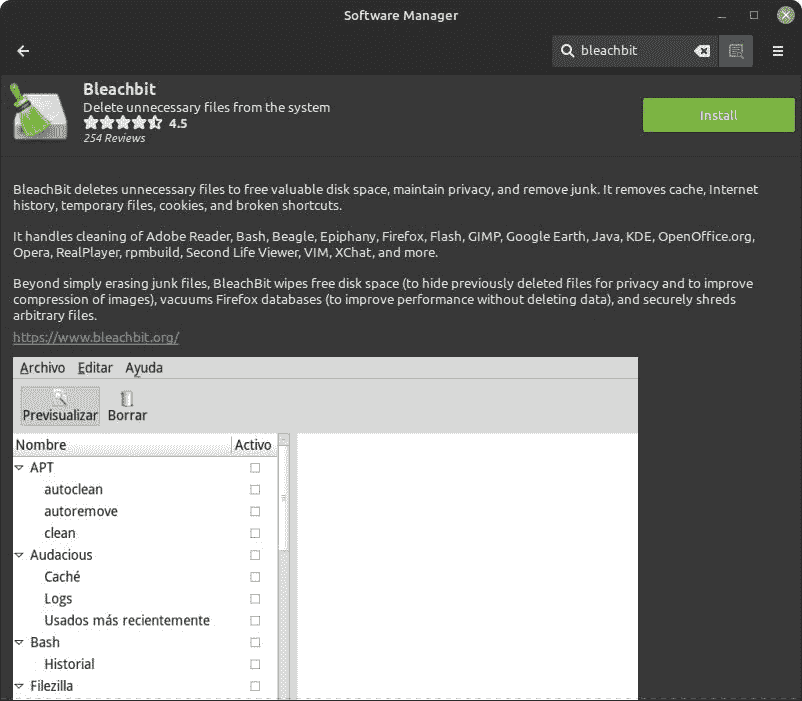 Software Manager
bleachbit
Bleachbit
Delete unnecessary files from the system
4.5
254 Reviews
Install
BleachBit deletes unnecessary files to free valuable disk space, maintain privacy, and remove junk. It removes cache, Internet
history, temporary files, cookies, and broken shortcuts.
It handles cleaning of Adobe Reader, Bash, Beagle, Epiphany, Firefox, Flash, GIMP, Google Earth, Java, KDE, OpenOffice.org,
Opera, RealPlayer, rpmbuild, Second Life Viewer, VIM, XChat, and more.
Beyond simply erasing junk files, BleachBit wipes free disk space (to hide previously deleted files for privacy and to improve
compression of images), vacuums Firefox databases (to improve performance without deleting data), and securely shreds
arbitrary files.
https://www.bleachbit.org/
Archivo Editar Ayuda
Previsualizar Borrar
Nombre Activo
APT
autoclean
autoremove
clean
Audacious
Caché
Logs
Usados más recientemente
Bash
Historial
Filezilla